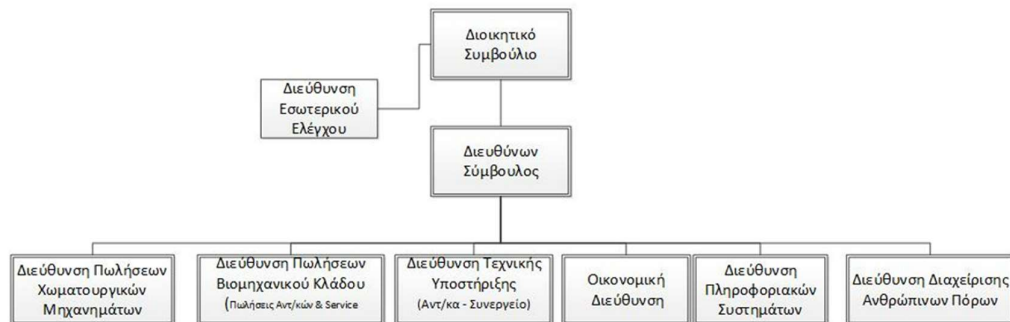 Διοικητικό
Συμβούλιο
Διεύθυνση
Εσωτερικού
Ελέγχου
Διευθύνων
Σύμβουλος
Διεύθυνση Πωλήσεων
Χωματουργικών
Μηχανημάτων
Διεύθυνση Πωλήσεων
Βιομηχανικού Κλάδου
(Πωλήσεις Αντ/κών & Service
Διεύθυνση Τεχνικής
Υποστήριξης
(Αντ/κα - Συνεργείο)
Οικονομική
Διεύθυνση
Διεύθυνση
Πληροφοριακών
Συστημάτων
Διεύθυνση Διαχείρισης
Ανθρώπινων Πόρων